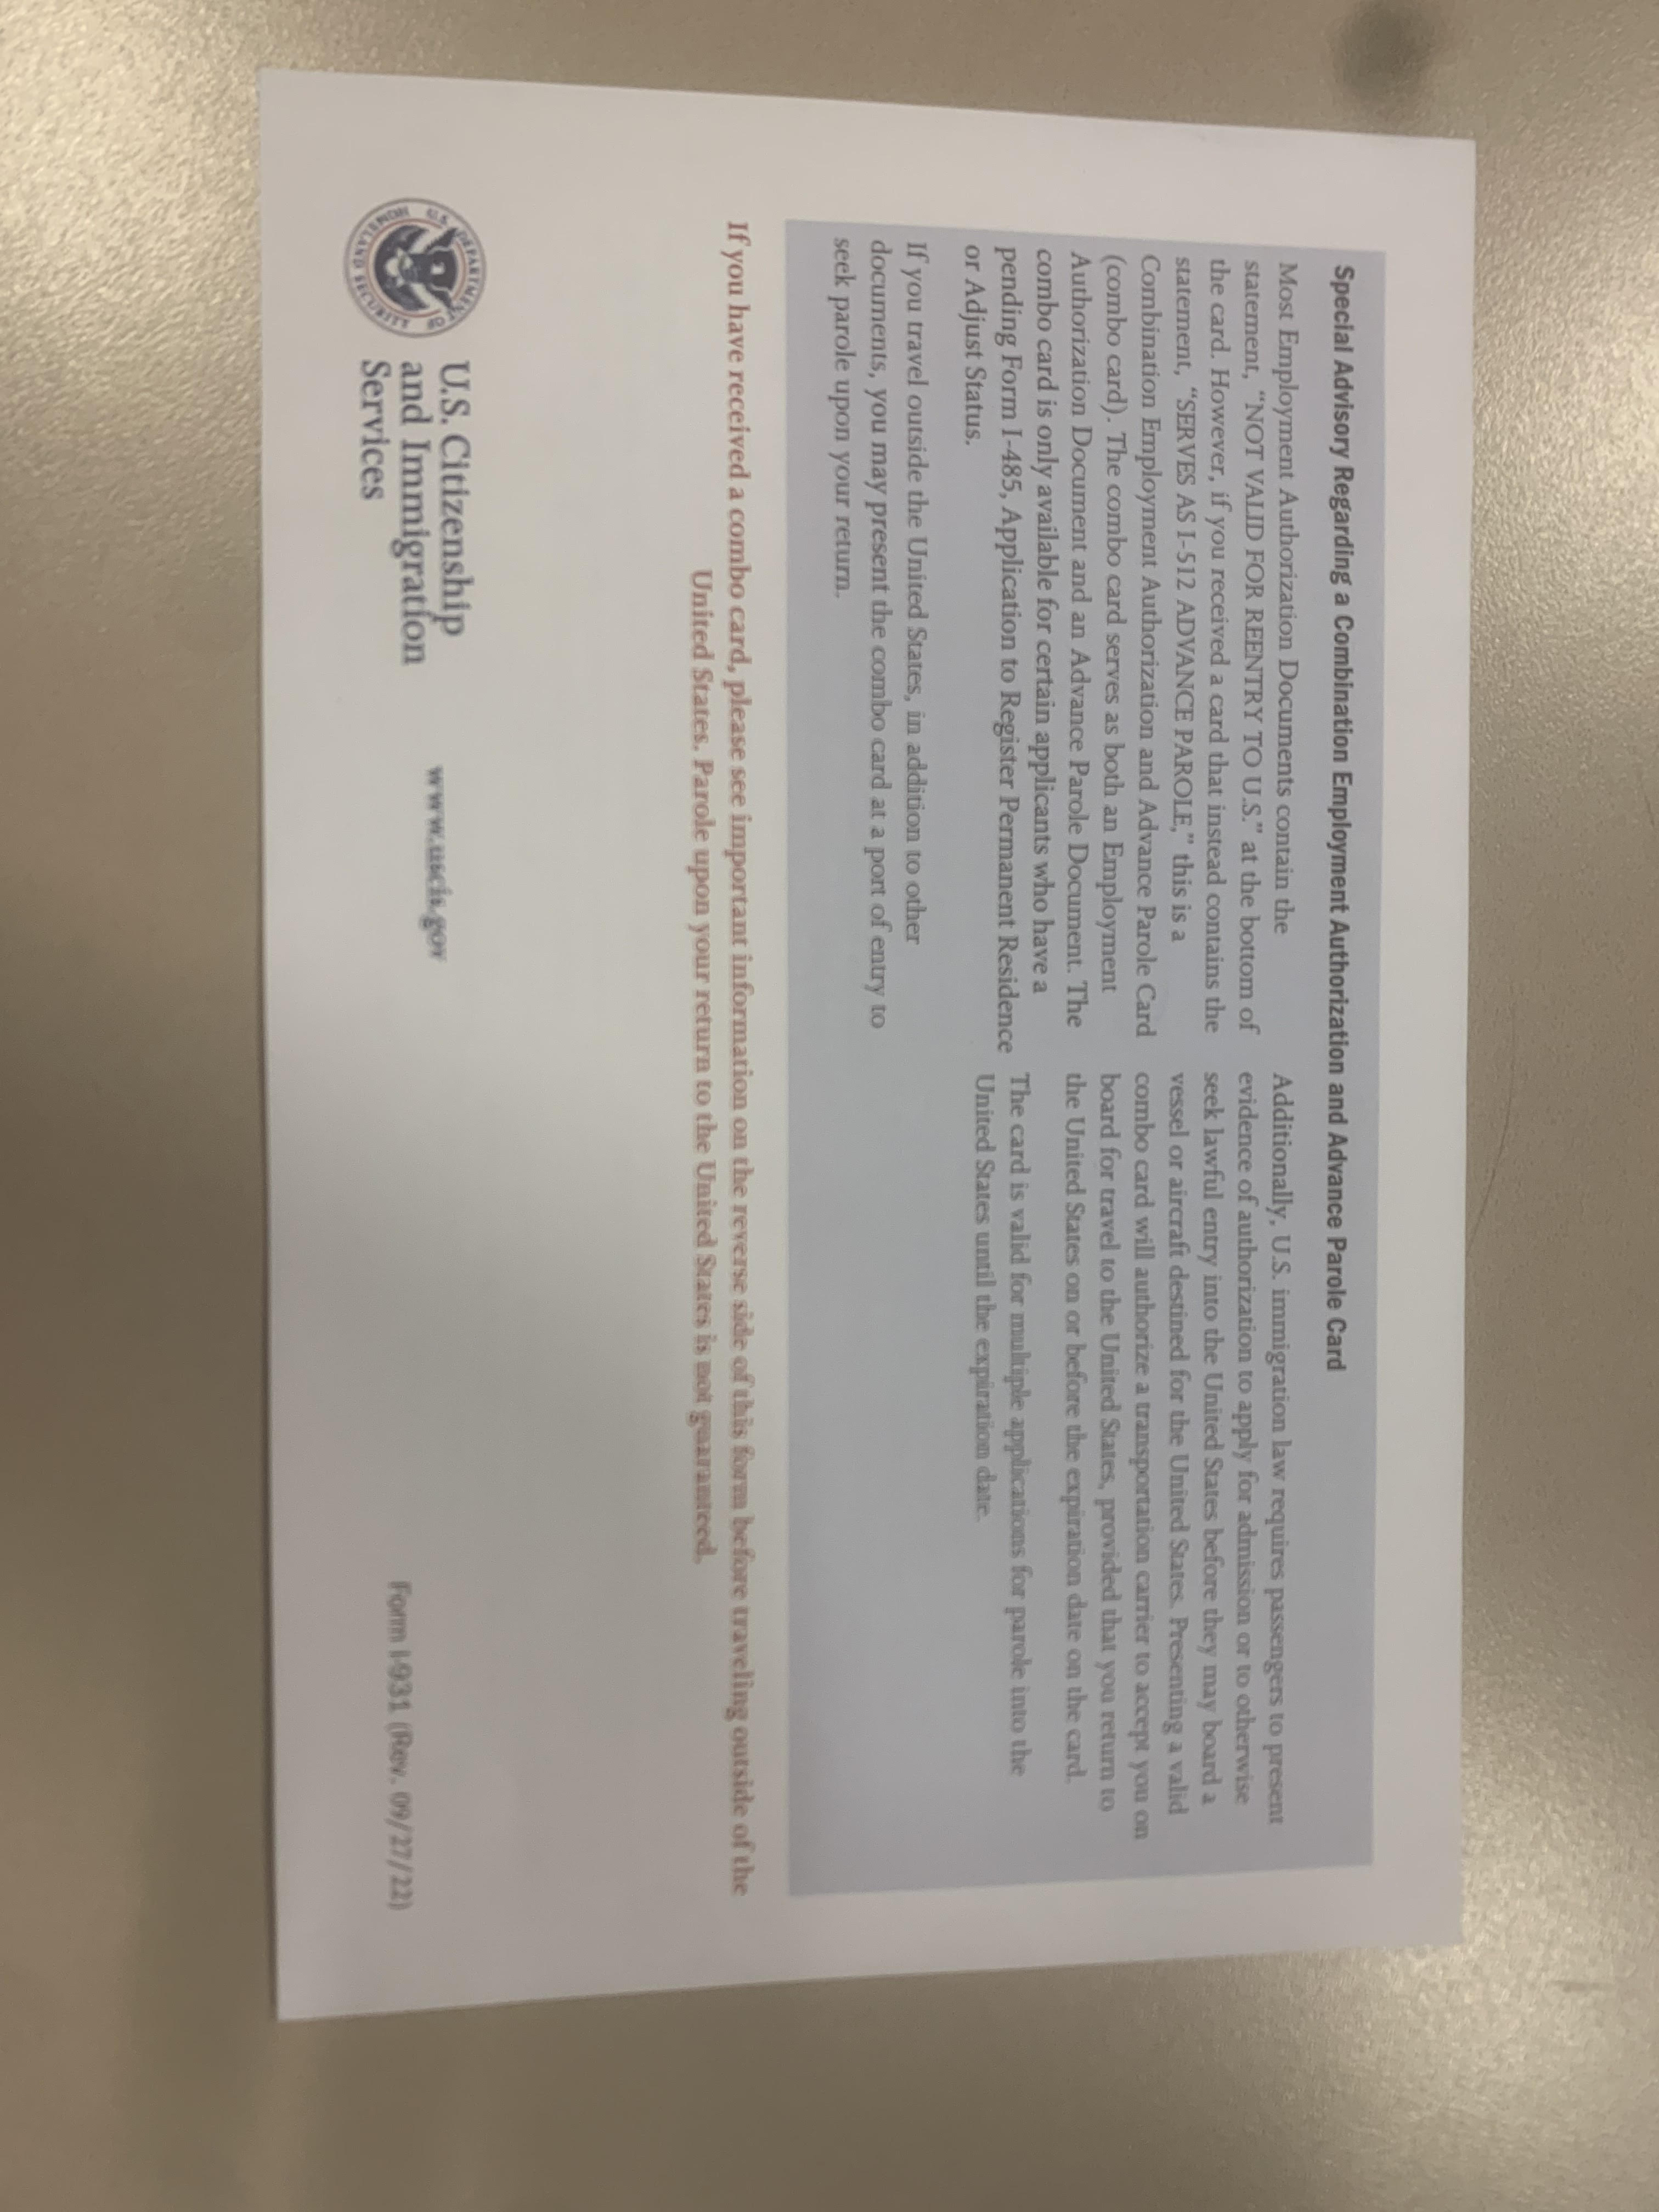 Special Advisory Regarding a Combination Employment Authorization and Advance Parole Card
Most Employment Authorization Documents contain the
statement, “NOT VALID FOR REENTRY TO U.S.” at the bottom of
the card. However, if you received a card that instead contains the
statement, “SERVES AS I-512 ADVANCE PAROLE,” this is a
Combination Employment Authorization and Advance Parole Card
(combo card). The combo card serves as both an Employment
Authorization Document and an Advance Parole Document. The
combo card is only available for certain applicants who have a
pending Form I-485, Application to Register Permanent Residence
or Adjust Status.
If you travel outside the United States, in addition to other
documents, you may present the combo card at a port of entry to
seek parole upon your return.
Additionally, U.S. immigration law requires passengers to present
evidence of authorization to apply for admission or to otherwise
seek lawful entry into the United States before they may board a
vessel or aircraft destined for the United States. Presenting a valid
combo card will authorize a transportation carrier to accept you on
board for travel to the United States, provided that you return to
the United States on or before the expiration date on the card.
The card is valid for multiple applications for parole into the
United States until the expiration date.
If you have received a combo card, please see important information on the reverse side of this form before traveling outside of the
United States. Parole upon your return to the United States is not guaranteed.
U.S. DEPARTMENT OF HOMELAND SECURITY
U.S. Citizenship
and Immigration
Services
www.uscis.gov
Form I-931 (Rev. 09/27/22)